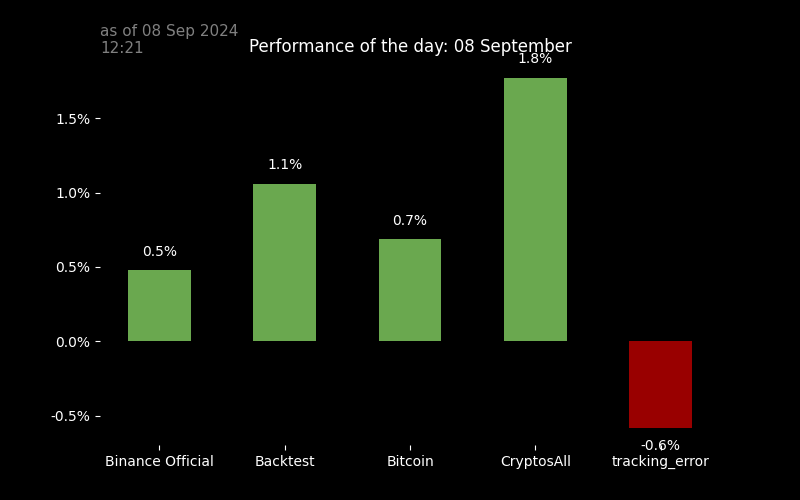 as of 08 Sep 2024
12:21
Performance of the day: 08 September
1.8%
1.5%
1.1%
1.0%
0.7%
0.5%
0.5%
0.0%
-0.5%
-0.6%
Binance Official
Backtest
Bitcoin
CryptosAll
tracking_error